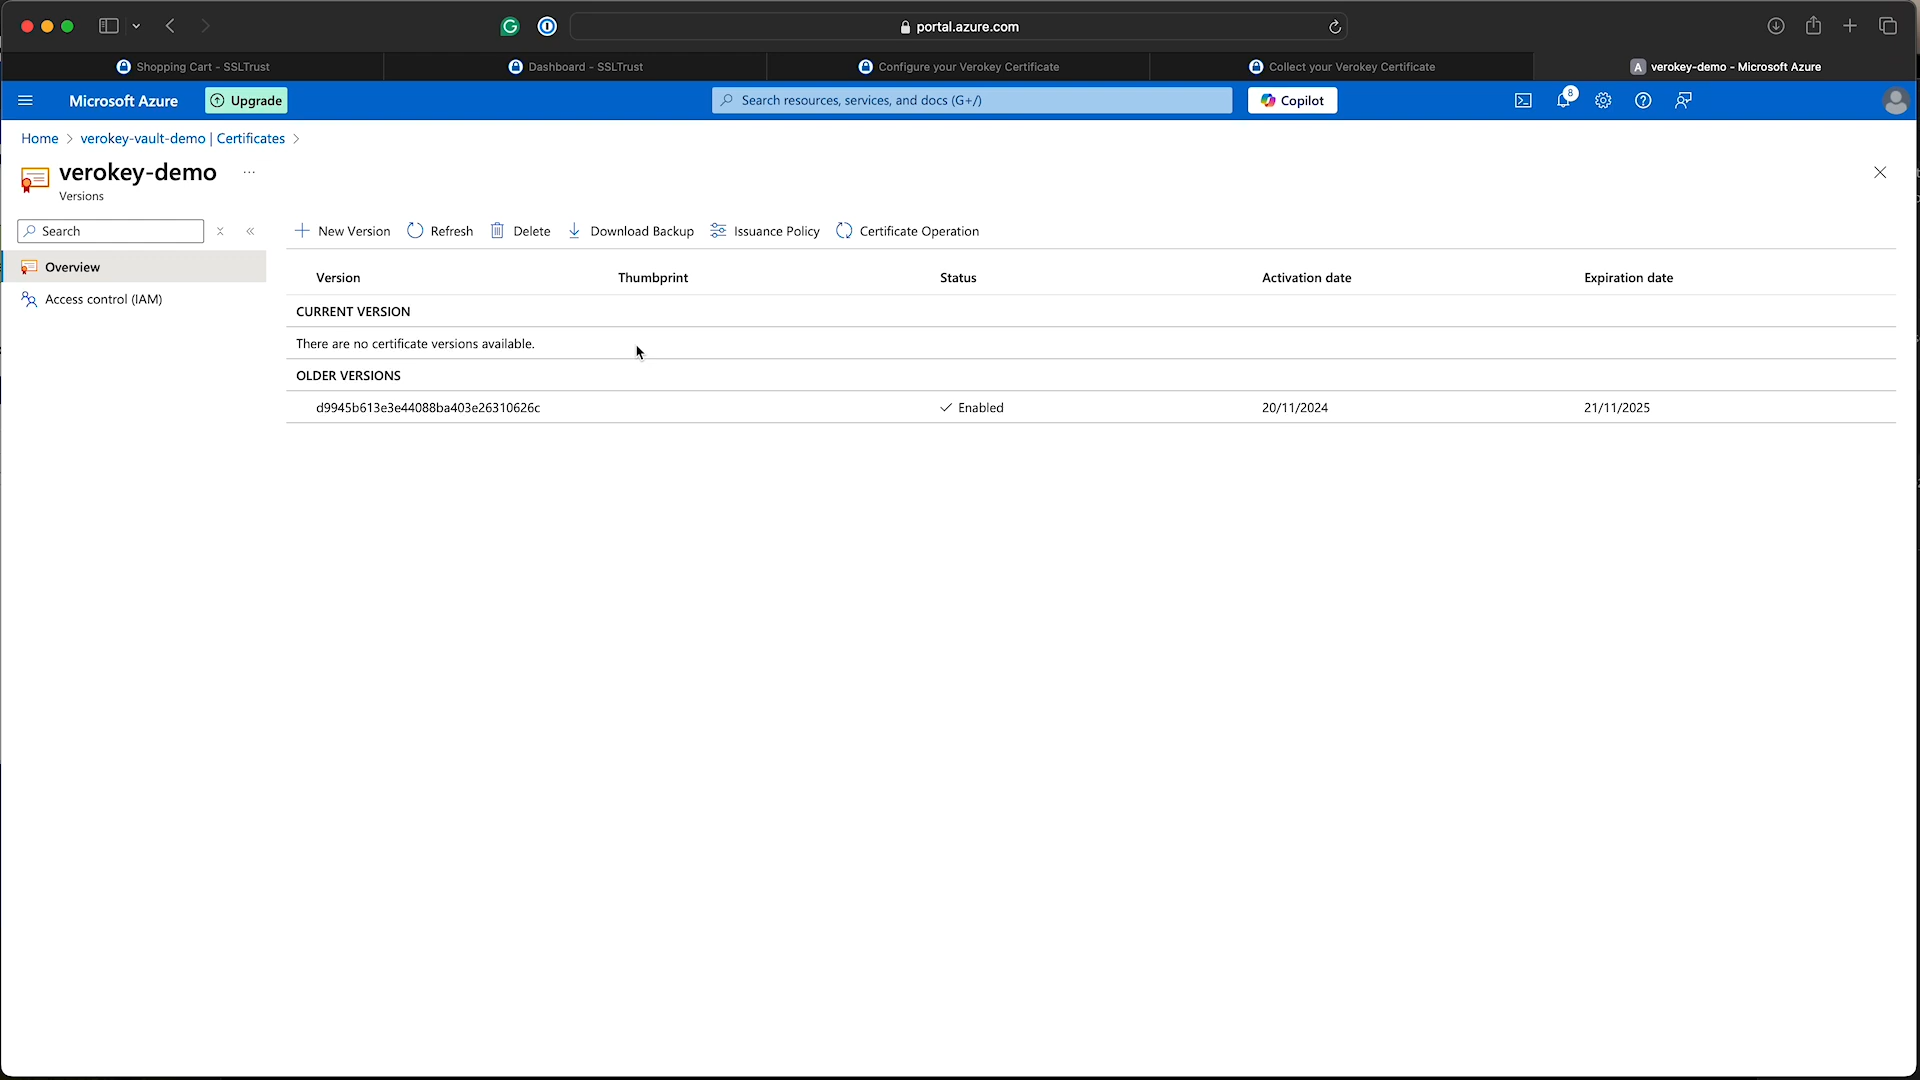 portal.azure.com
Shopping Cart - SSLTrust
Dashboard - SSLTrust
Configure your Verokey Certificate
Collect your Verokey Certificate
A verokey-demo - Microsoft Azure
Microsoft Azure
Upgrade
Search resources, services, and docs (G+/)
Copilot
8
Home > verokey-vault-demo | Certificates >
verokey-demo
...
Versions
Search
Overview
Access control (IAM)
New Version
Refresh
Delete
Download Backup
Issuance Policy
Certificate Operation
Version Thumbprint Status Activation date Expiration date
CURRENT VERSION
There are no certificate versions available.
OLDER VERSIONS
d9945b613e3e44088ba403e26310626c Enabled 20/11/2024 21/11/2025